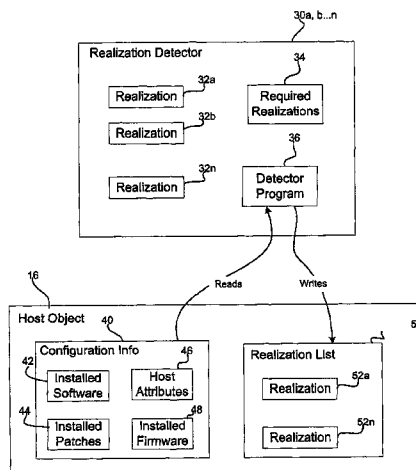 30a, b...n
Realization Detector
32a
Realization
34
Required
Realizations
32b
Realization
36
Realization
32n
Detector
Program
Reads
Writes
16
Host Object
40
5
Configuration Info
42
Installed
Software
46
Host
Attributes
44
Installed
Patches
48
Installed
Firmware
Realization List
Realization
52a
Realization
52n